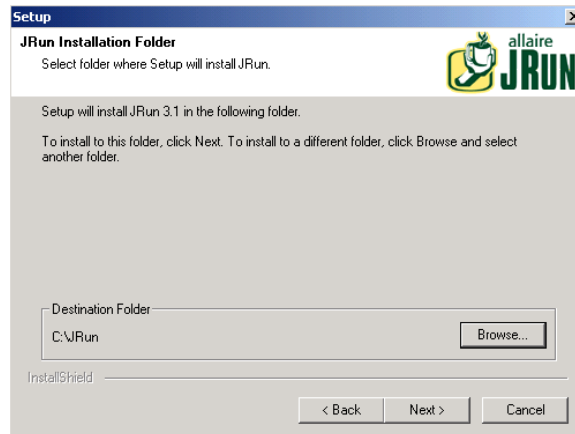 Setup
JRun Installation Folder
Select folder where Setup will install JRun.
allaire
JRUN
Setup will install JRun 3.1 in the following folder.
To install to this folder, click Next. To install to a different folder, click Browse and select
another folder.
Destination Folder
C:\JRun
Browse...
InstallShield
< Back
Next >
Cancel